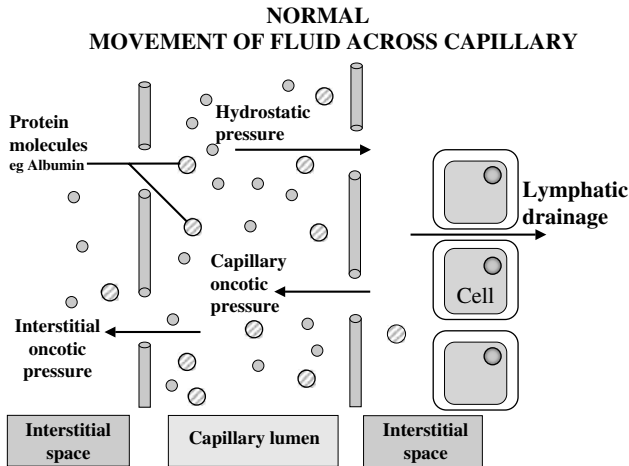 NORMAL
MOVEMENT OF FLUID ACROSS CAPILLARY
Protein
molecules
eg Albumin
Hydrostatic
pressure
Lymphatic
drainage
Capillary
oncotic
pressure
Cell
Interstitial
oncotic
pressure
Interstitial
space
Capillary lumen
Interstitial
space